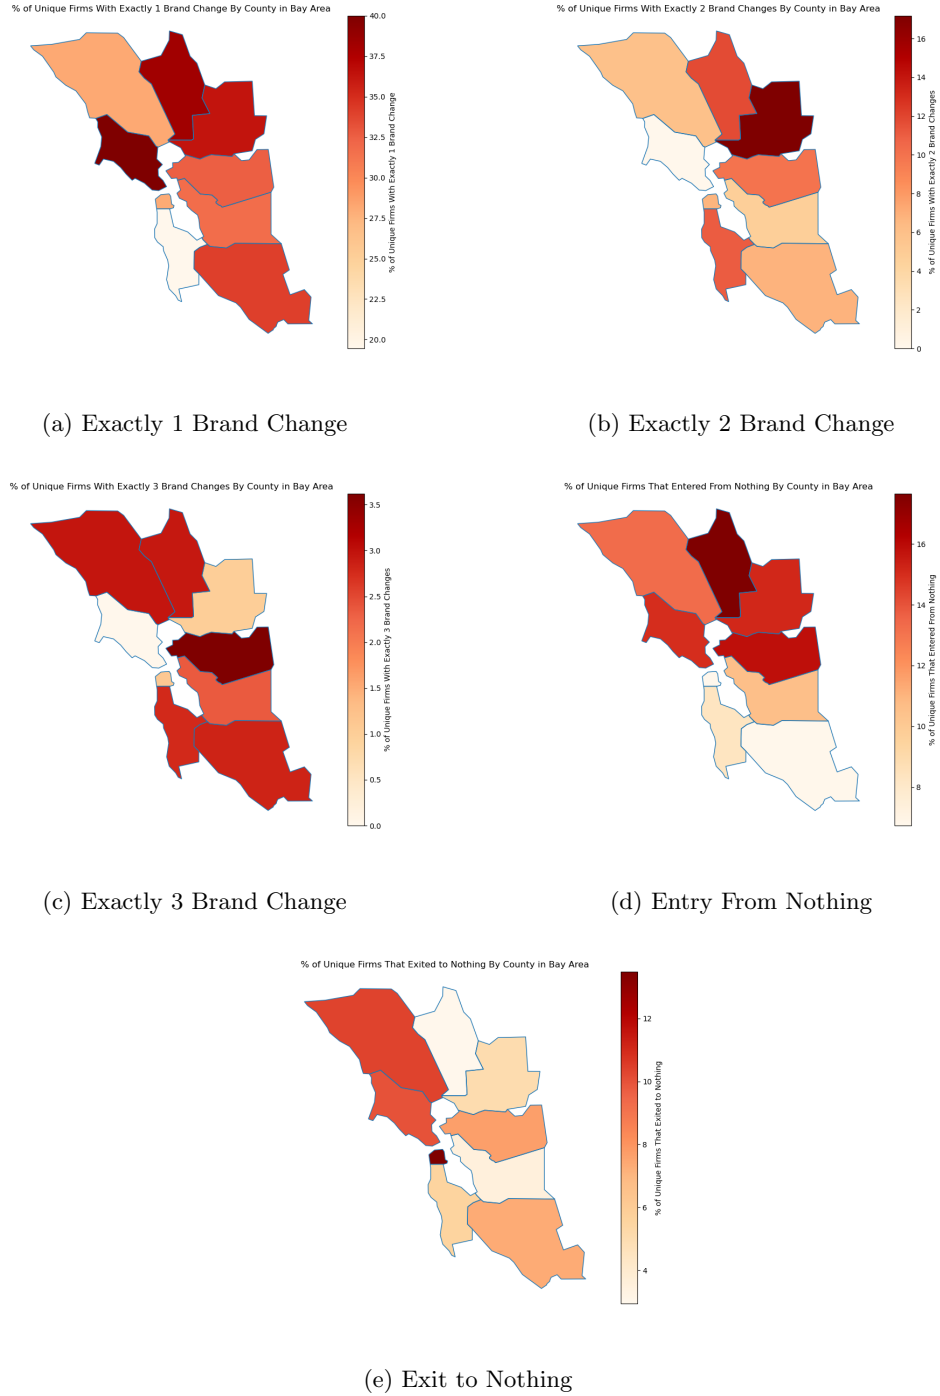 % of Unique Firms With Exactly 1 Brand Change By County in Bay Area
40.0
37.5
35.0
32.5
30.0
27.5
25.0
22.5
20.0
% of Unique Firms With Exactly 1 Brand Change
(a) Exactly 1 Brand Change
% of Unique Firms With Exactly 2 Brand Changes By County in Bay Area
16
14
12
10
8
6
4
2
0
% of Unique Firms With Exactly 2 Brand Changes
(b) Exactly 2 Brand Change
% of Unique Firms With Exactly 3 Brand Changes By County in Bay Area
3.5
3.0
2.5
2.0
1.5
1.0
0.5
0.0
% of Unique Firms With Exactly 3 Brand Changes
(c) Exactly 3 Brand Change
% of Unique Firms That Entered From Nothing By County in Bay Area
16
14
12
10
8
% of Unique Firms That Entered From Nothing
(d) Entry From Nothing
% of Unique Firms That Exited to Nothing By County in Bay Area
12
10
8
6
4
% of Unique Firms That Exited to Nothing
(e) Exit to Nothing